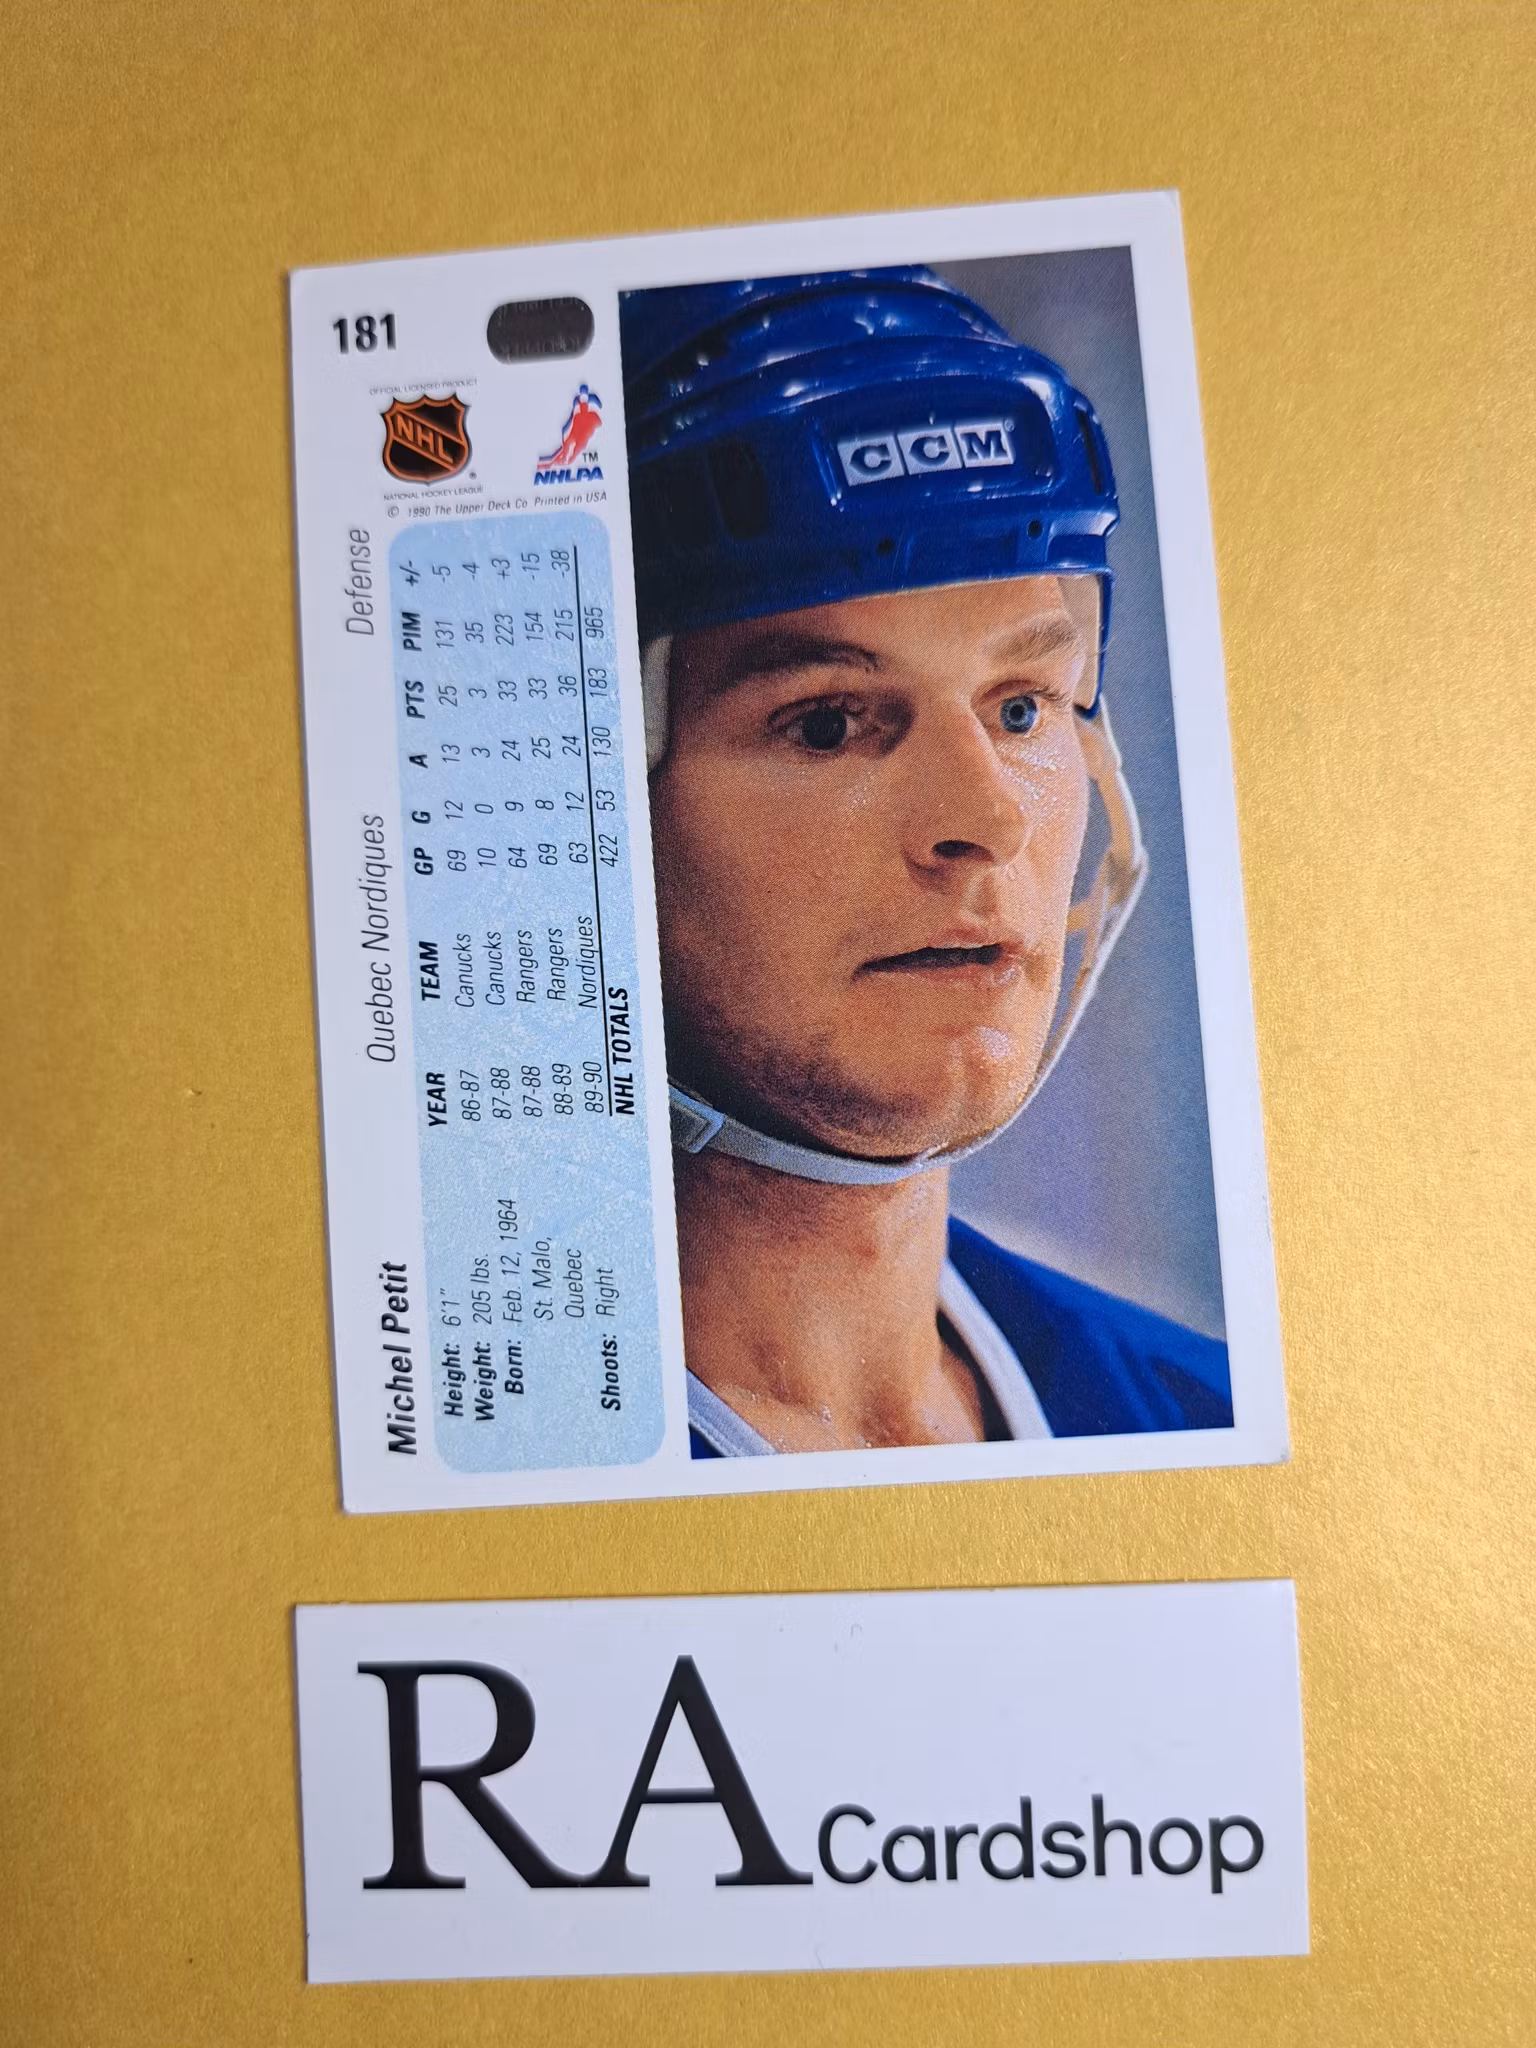 181
OFFICIAL LICENSED PRODUCT
NHL
NATIONAL HOCKEY LEAGUE
TM
NHLPA
© 1990 The Upper Deck Co. Printed in USA
Michel Petit Quebec Nordiques Defense
Height: 6'1"
Weight: 205 lbs.
Born: Feb. 12, 1964
St. Malo,
Quebec
Shoots: Right
YEAR TEAM GP G A PTS PIM +/-
86-87 Canucks 69 12 13 25 131 -5
87-88 Canucks 10 0 3 3 35 -4
87-88 Rangers 64 9 24 33 223 +3
88-89 Rangers 69 8 25 33 154 -15
89-90 Nordiques 63 12 24 36 215 -38
NHL TOTALS 422 53 130 183 965
CCM
RA Cardshop